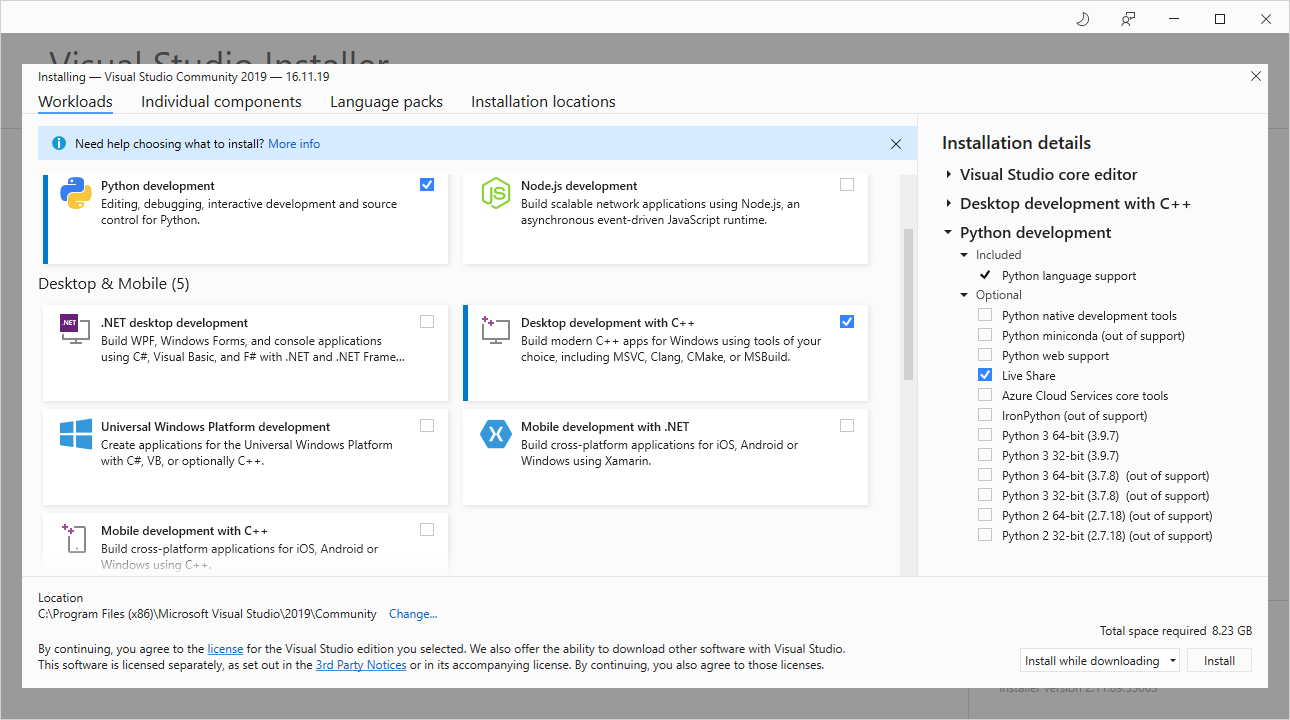 Visual Studio Installer
Installing — Visual Studio Community 2019 — 16.11.19
Workloads
Individual components
Language packs
Installation locations
Need help choosing what to install? More info
Python development
Editing, debugging, interactive development and source
control for Python.
Node.js development
Build scalable network applications using Node.js, an
asynchronous event-driven JavaScript runtime.
Desktop & Mobile (5)
.NET
.NET desktop development
Build WPF, Windows Forms, and console applications
using C#, Visual Basic, and F# with .NET and .NET Frame...
Desktop development with C++
Build modern C++ apps for Windows using tools of your
choice, including MSVC, Clang, CMake, or MSBuild.
Universal Windows Platform development
Create applications for the Universal Windows Platform
with C#, VB, or optionally C++.
Mobile development with .NET
Build cross-platform applications for iOS, Android or
Windows using Xamarin.
Mobile development with C++
Build cross-platform applications for iOS, Android or
Windows using C++.
Installation details
Visual Studio core editor
Desktop development with C++
Python development
Included
Python language support
Optional
Python native development tools
Python miniconda (out of support)
Python web support
Live Share
Azure Cloud Services core tools
IronPython (out of support)
Python 3 64-bit (3.9.7)
Python 3 32-bit (3.9.7)
Python 3 64-bit (3.7.8) (out of support)
Python 3 32-bit (3.7.8) (out of support)
Python 2 64-bit (2.7.18) (out of support)
Python 2 32-bit (2.7.18) (out of support)
Location
C:\Program Files (x86)\Microsoft Visual Studio\2019\Community Change...
By continuing, you agree to the license for the Visual Studio edition you selected. We also offer the ability to download other software with Visual Studio.
This software is licensed separately, as set out in the 3rd Party Notices or in its accompanying license. By continuing, you also agree to those licenses.
Total space required 8.23 GB
Install while downloading
Install
Installer version